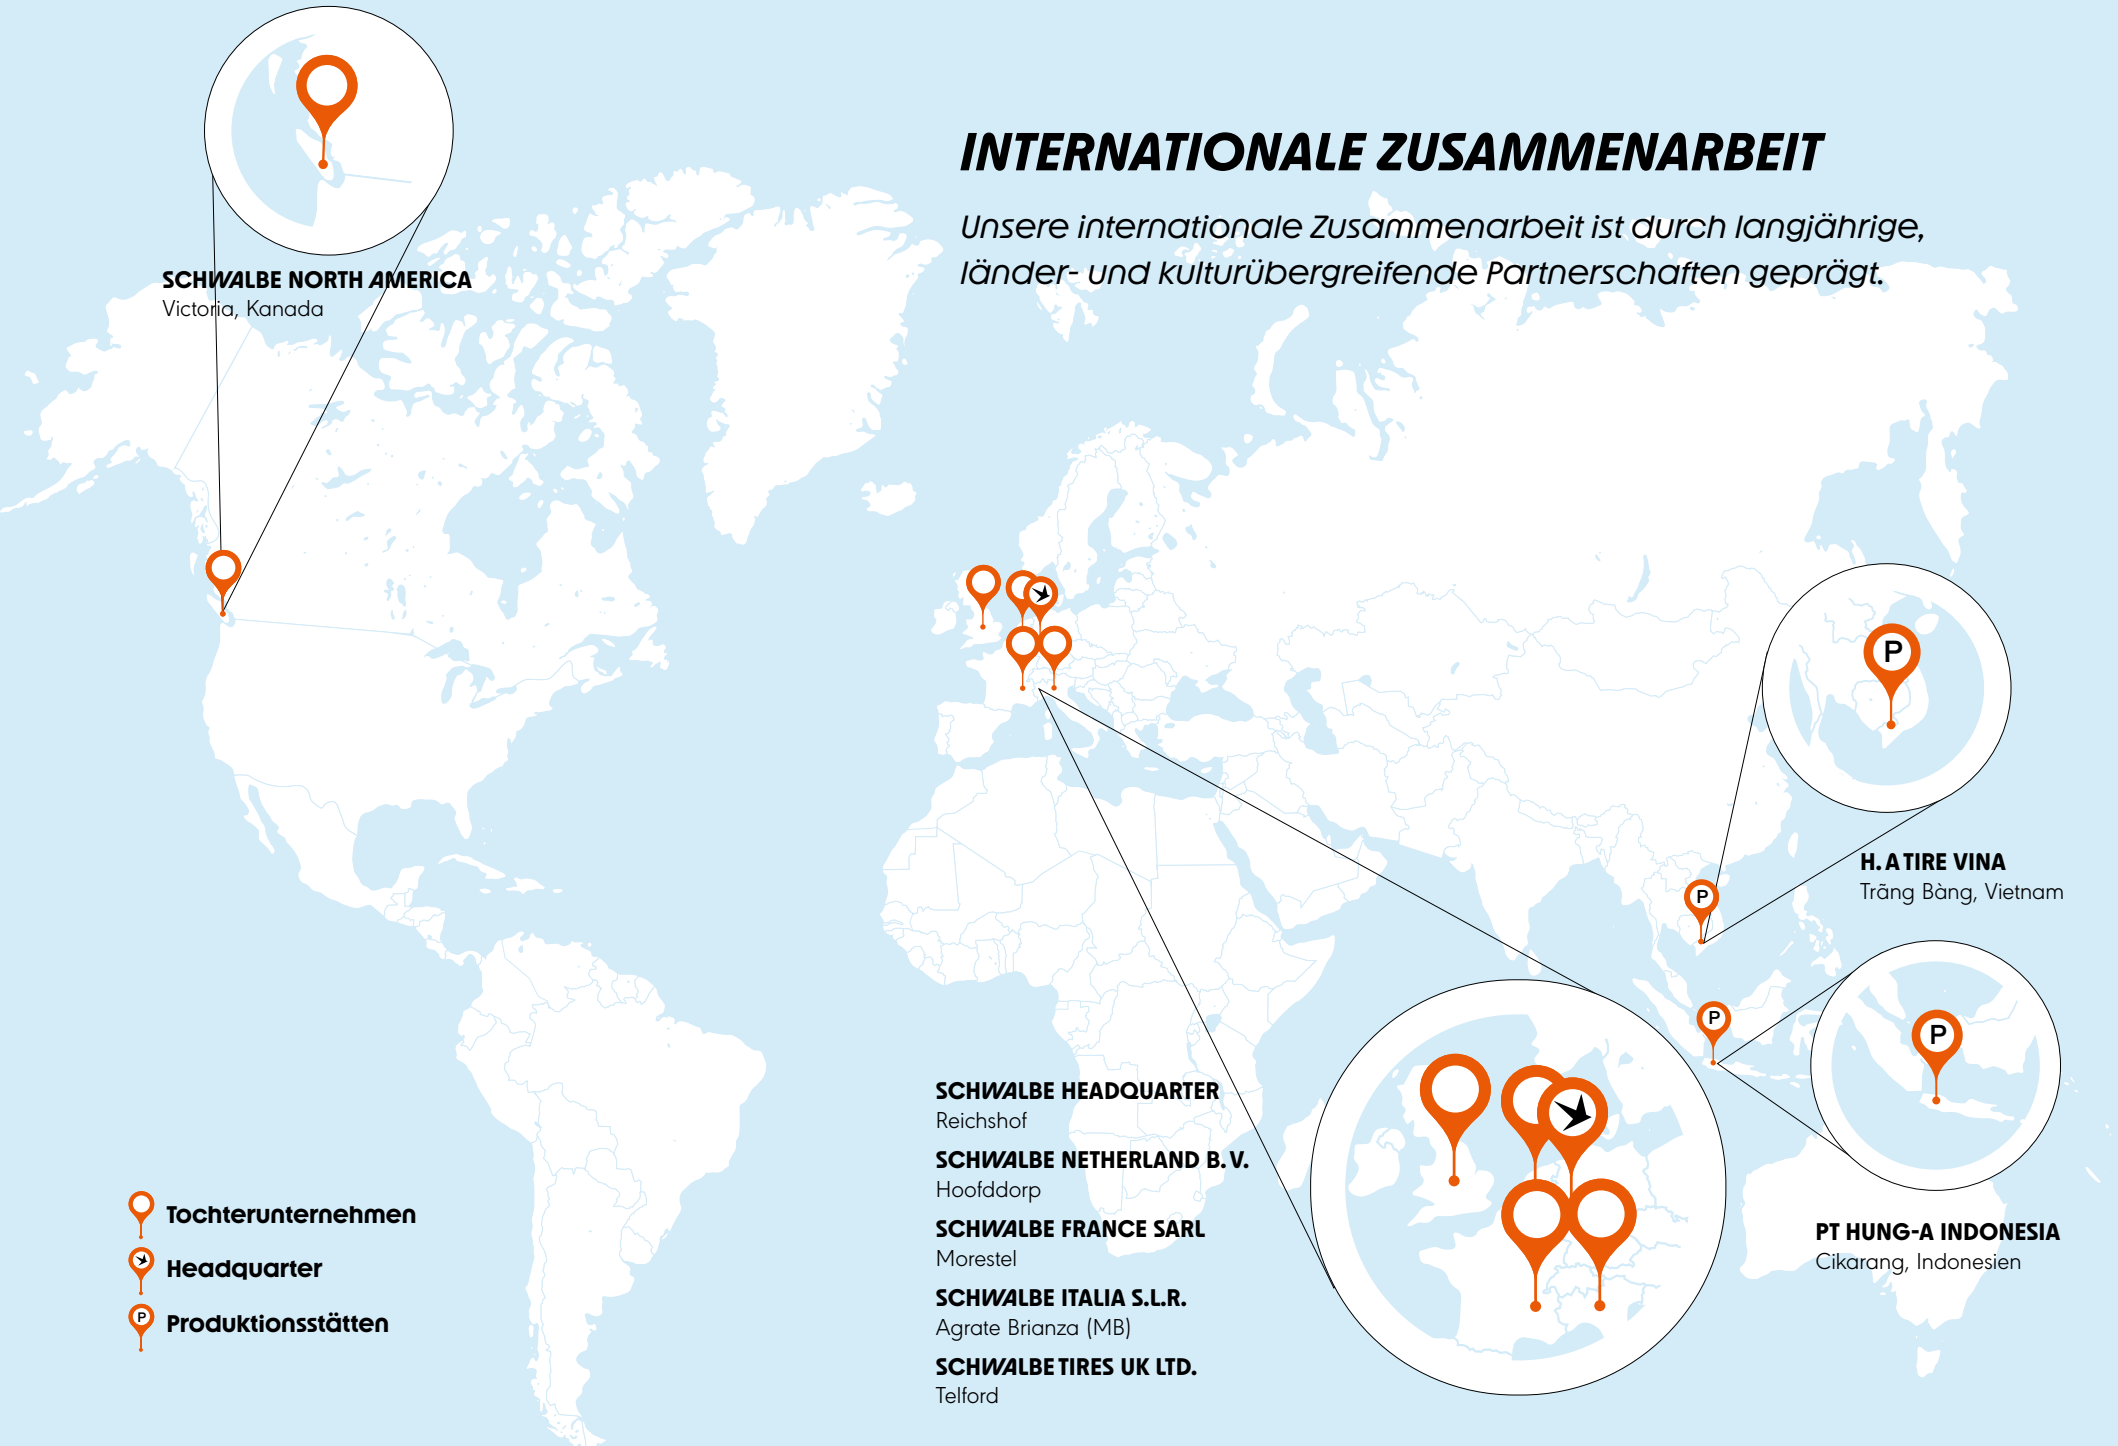 INTERNATIONALE ZUSAMMENARBEIT
Unsere internationale Zusammenarbeit ist durch langjährige,
länder- und kulturübergreifende Partnerschaften geprägt.
SCHWALBE NORTH AMERICA
Victoria, Kanada
P
H. A TIRE VINA
Trãng Bàng, Vietnam
P
P
P
PT HUNG-A INDONESIA
Cikarang, Indonesien
SCHWALBE HEADQUARTER
Reichshof
SCHWALBE NETHERLAND B. V.
Hoofddorp
SCHWALBE FRANCE SARL
Morestel
SCHWALBE ITALIA S.L.R.
Agrate Brianza (MB)
SCHWALBE TIRES UK LTD.
Telford
Tochterunternehmen
Headquarter
P Produktionsstätten